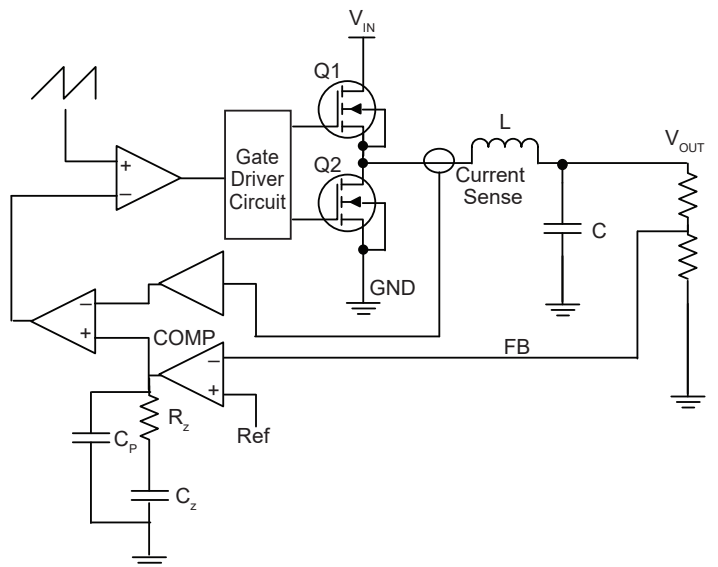 V_IN
Q1
L
V_OUT
+
−
Gate
Driver
Circuit
Q2
Current
Sense
C
GND
−
+
COMP
FB
−
+
R_z
C_P
Ref
C_z